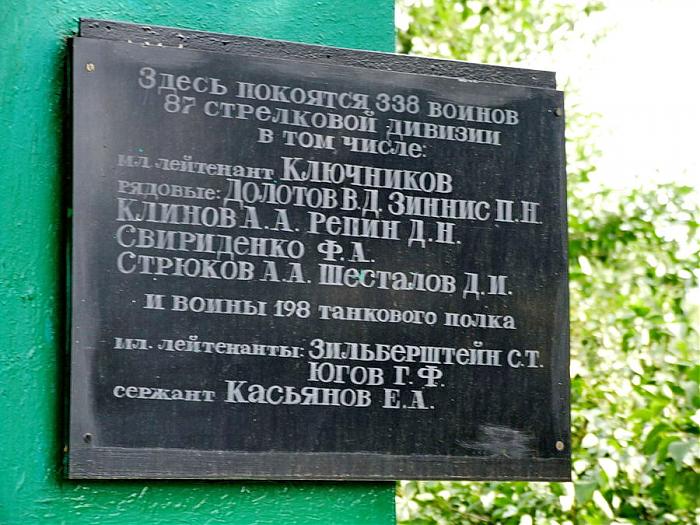 Здесь покоятся 338 воинов
87 стрелковой дивизии
в том числе:
мл лейтенант Ключников
рядовые: Долотов В.Д. Зиннис П.Н.
Клинов А.А. Репин Д.Н.
Свириденко Ф.А.
Стрюков А.А. Шесталов Д.И.
и воины 198 танкового полка
мл. лейтенанты: Зильберштейн С.Т.
Югов Г.Ф.
сержант Касьянов Е.А.